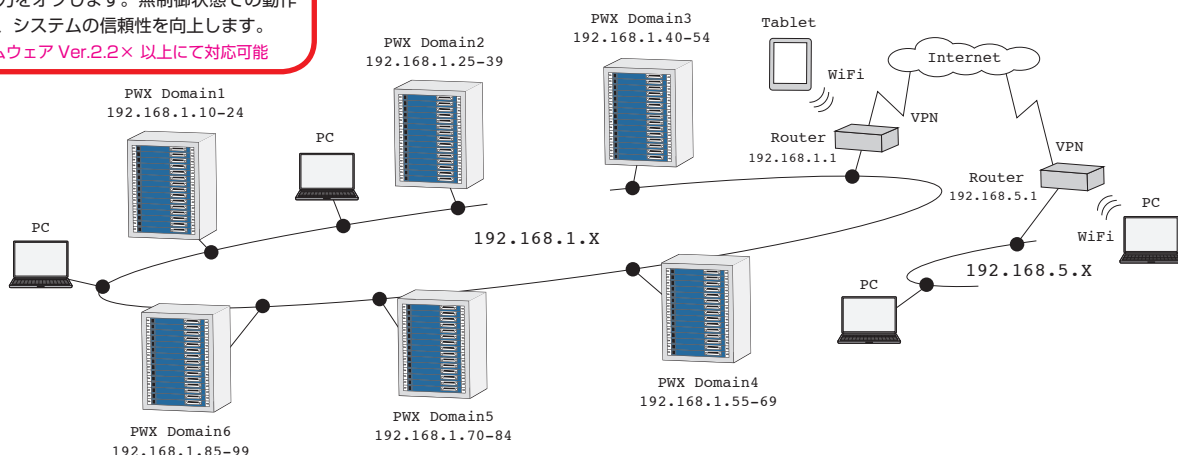 力をオフします。無制御状態での動作
、システムの信頼性を向上します。
ムウェア Ver.2.2× 以上にて対応可能
PWX Domain1
192.168.1.10-24
PC
PWX Domain2
192.168.1.25-39
PWX Domain3
192.168.1.40-54
Tablet
WiFi
Internet
VPN
Router
192.168.1.1
VPN
Router
192.168.5.1
PC
WiFi
PC
192.168.1.X
192.168.5.X
PC
PWX Domain4
192.168.1.55-69
PWX Domain5
192.168.1.70-84
PWX Domain6
192.168.1.85-99